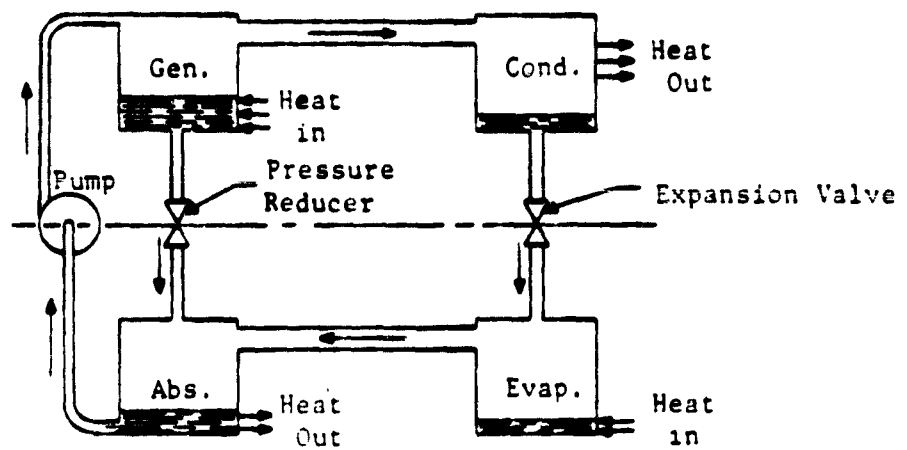 Gen.
Cond.
Heat
Out
Heat
in
Pump
Pressure
Reducer
Expansion Valve
Abs.
Heat
Out
Evap.
Heat
in